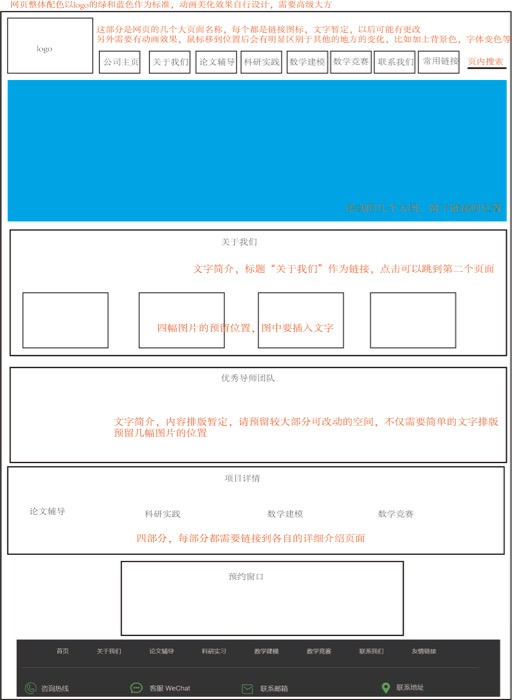 网页整体配色以logo的绿和蓝色作为标准，动画美化效果自行设计，需要高级大方
logo
这部分是网页的几个大页面名称，每个都是链接图标，文字暂定，以后可能有更改
另外需要有动画效果，鼠标移到位置后会有明显区别于其他的地方的变化，比如加上背景色，字体变色等
公司主页 关于我们 论文辅导 科研实践 数学建模 数学竞赛 联系我们 常用链接 页内搜索
关于我们
文字简介，标题“关于我们”作为链接，点击可以跳到第二个页面
四幅图片的预留位置，图中要插入文字
优秀导师团队
文字简介，内容排版暂定，请预留较大部分可改动的空间，不仅需要简单的文字排版
预留几幅图片的位置
项目详情
论文辅导 科研实践 数学建模 数学竞赛
四部分，每部分都需要链接到各自的详细介绍页面
预约窗口
首页 关于我们 论文辅导 科研实习 数学建模 数学竞赛 联系我们 友情链接
咨询热线 客服 WeChat 联系邮箱 联系地址